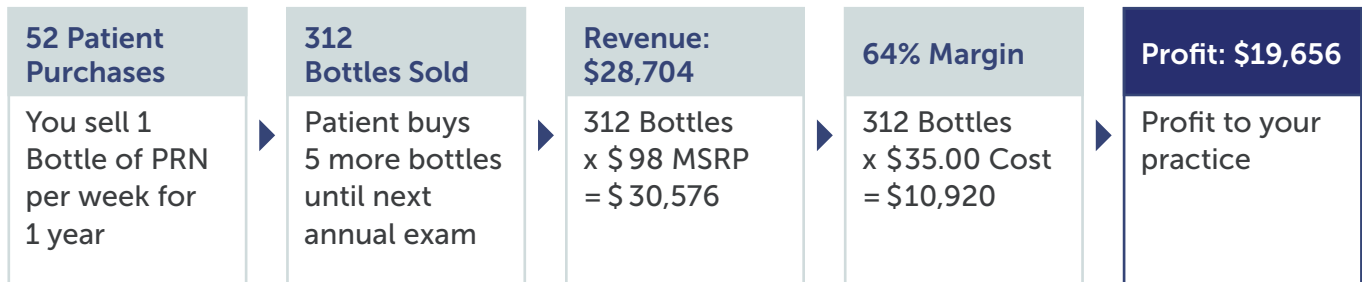 52 Patient
Purchases
You sell 1
Bottle of PRN
per week for
1 year
312
Bottles Sold
Patient buys
5 more bottles
until next
annual exam
Revenue:
$28,704
312 Bottles
x $98 MSRP
= $30,576
64% Margin
312 Bottles
x $35.00 Cost
= $10,920
Profit: $19,656
Profit to your
practice